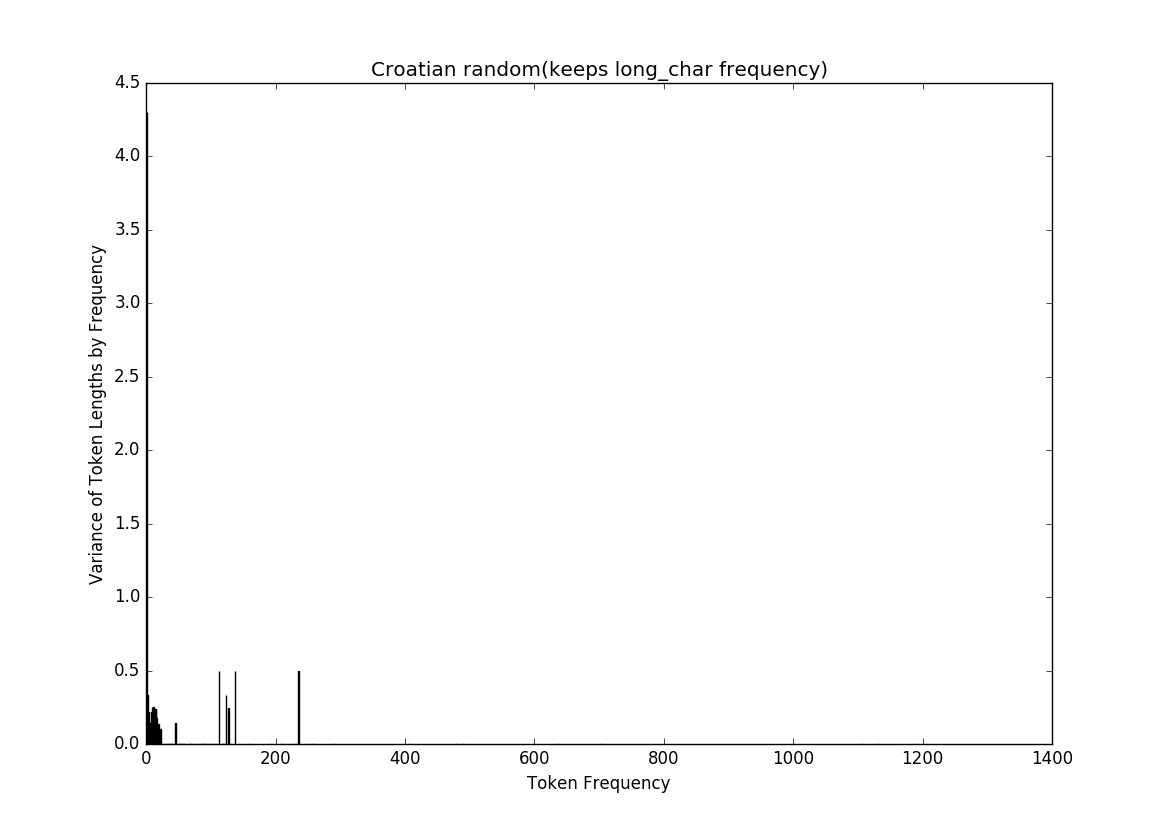 Croatian random(keeps long_char frequency)
4.5
4.0
3.5
3.0
2.5
2.0
1.5
1.0
0.5
0.0
Variance of Token Lengths by Frequency
0 200 400 600 800 1000 1200 1400
Token Frequency